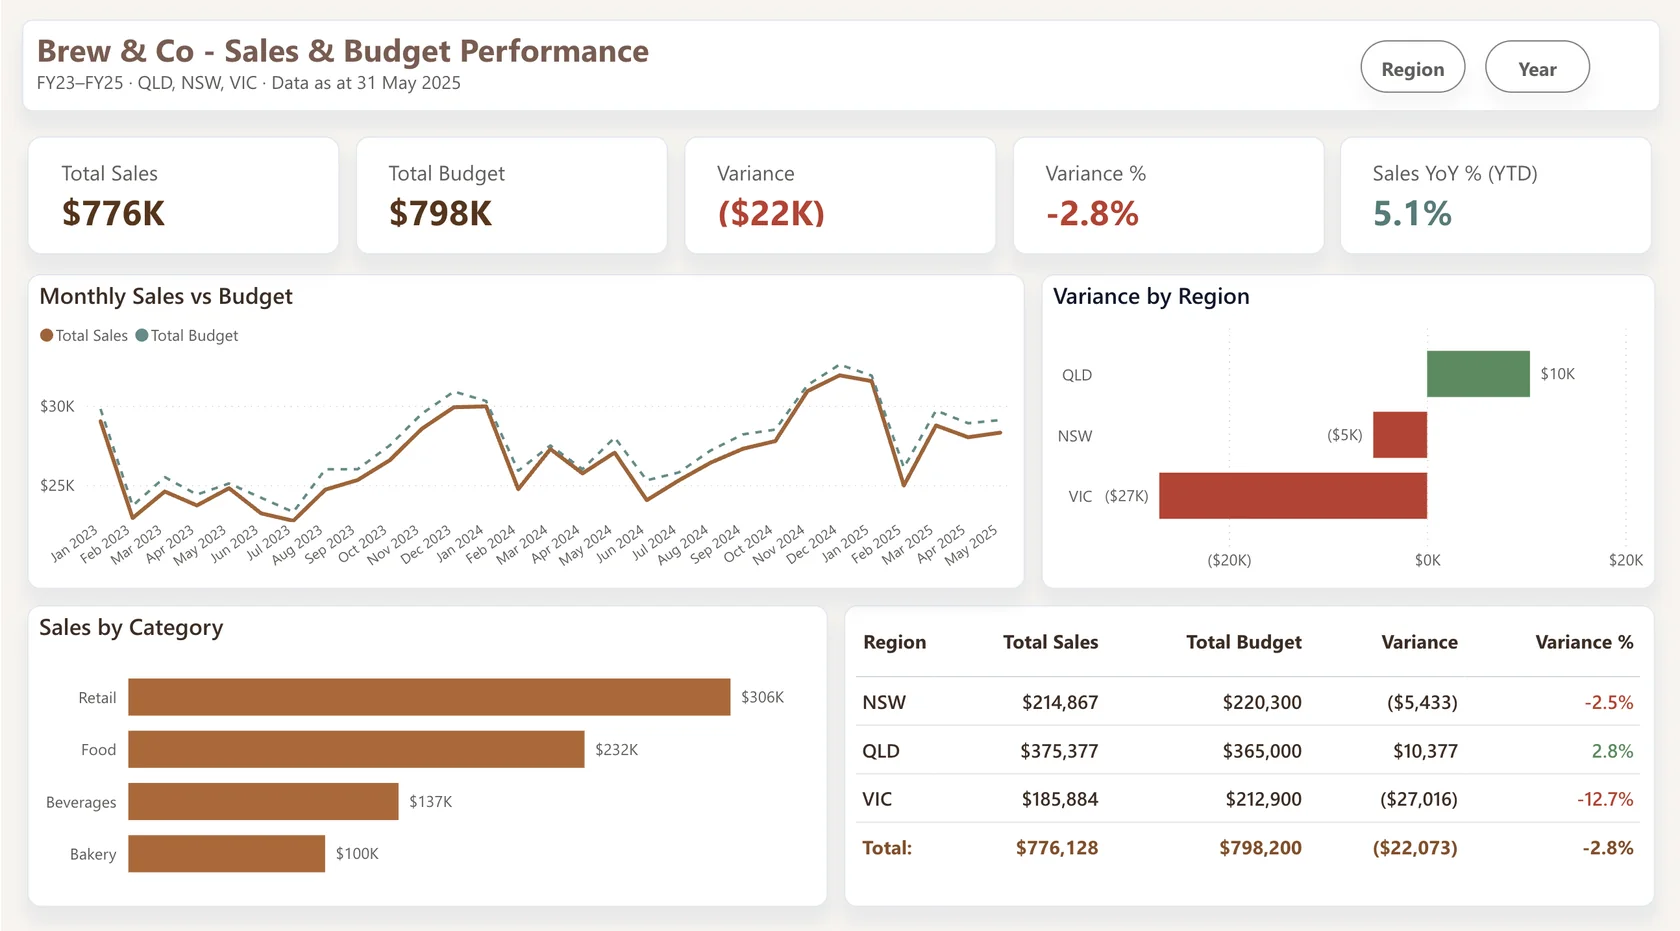 Brew & Co - Sales & Budget Performance
FY23–FY25 · QLD, NSW, VIC · Data as at 31 May 2025
Region
Year
Total Sales
$776K
Total Budget
$798K
Variance
($22K)
Variance %
-2.8%
Sales YoY % (YTD)
5.1%
Monthly Sales vs Budget
Total Sales Total Budget
$30K
$25K
Jan 2023 Feb 2023 Mar 2023 Apr 2023 May 2023 Jun 2023 Jul 2023 Aug 2023 Sep 2023 Oct 2023 Nov 2023 Dec 2023 Jan 2024 Feb 2024 Mar 2024 Apr 2024 May 2024 Jun 2024 Jul 2024 Aug 2024 Sep 2024 Oct 2024 Nov 2024 Dec 2024 Jan 2025 Feb 2025 Mar 2025 Apr 2025 May 2025
Variance by Region
QLD $10K
NSW ($5K)
VIC ($27K)
($20K) $0K $20K
Sales by Category
Retail $306K
Food $232K
Beverages $137K
Bakery $100K
Region Total Sales Total Budget Variance Variance %
NSW $214,867 $220,300 ($5,433) -2.5%
QLD $375,377 $365,000 $10,377 2.8%
VIC $185,884 $212,900 ($27,016) -12.7%
Total: $776,128 $798,200 ($22,073) -2.8%